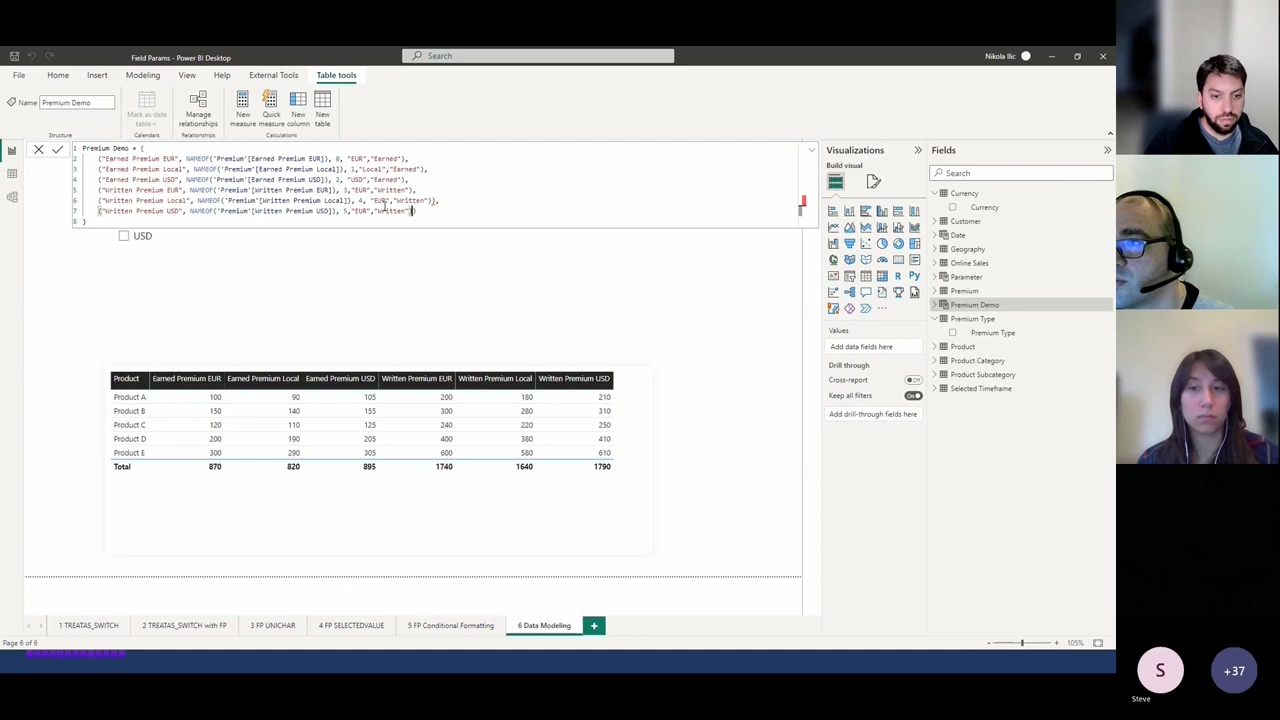 Field Params - Power BI Desktop
Search
Nikola Ilic
File Home Insert Modeling View Help External Tools Table tools
Name Premium Demo
Mark as date table
Manage relationships
New measure
Quick measure
New column
New table
Structure
Calendars
Relationships
Calculations
1 Premium Demo = {
2 ("Earned Premium EUR", NAMEOF('Premium'[Earned Premium EUR]), 0, "EUR","Earned"),
3 ("Earned Premium Local", NAMEOF('Premium'[Earned Premium Local]), 1,"Local","Earned"),
4 ("Earned Premium USD", NAMEOF('Premium'[Earned Premium USD]), 2, "USD","Earned"),
5 ("Written Premium EUR", NAMEOF('Premium'[Written Premium EUR]), 3,"EUR","Written"),
6 ("Written Premium Local", NAMEOF('Premium'[Written Premium Local]), 4, "EUR","Written")},
7 ("Written Premium USD", NAMEOF('Premium'[Written Premium USD]), 5,"EUR","Written")
8 }
USD
Product Earned Premium EUR Earned Premium Local Earned Premium USD Written Premium EUR Written Premium Local Written Premium USD
Product A 100 90 105 200 180 210
Product B 150 140 155 300 280 310
Product C 120 110 125 240 220 250
Product D 200 190 205 400 380 410
Product E 300 290 305 600 580 610
Total 870 820 895 1740 1640 1790
Visualizations
Build visual
R Py
Values
Add data fields here
Drill through
Cross-report Off
Keep all filters On
Add drill-through fields here
Fields
Search
Currency
Currency
Customer
Date
Geography
Online Sales
Parameter
Premium
Premium Demo
Premium Type
Premium Type
Product
Product Category
Product Subcategory
Selected Timeframe
1 TREATAS_SWITCH
2 TREATAS_SWITCH with FP
3 FP UNICHAR
4 FP SELECTEDVALUE
5 FP Conditional Formatting
6 Data Modeling
Page 6 of 6
105%
S
Steve
+37